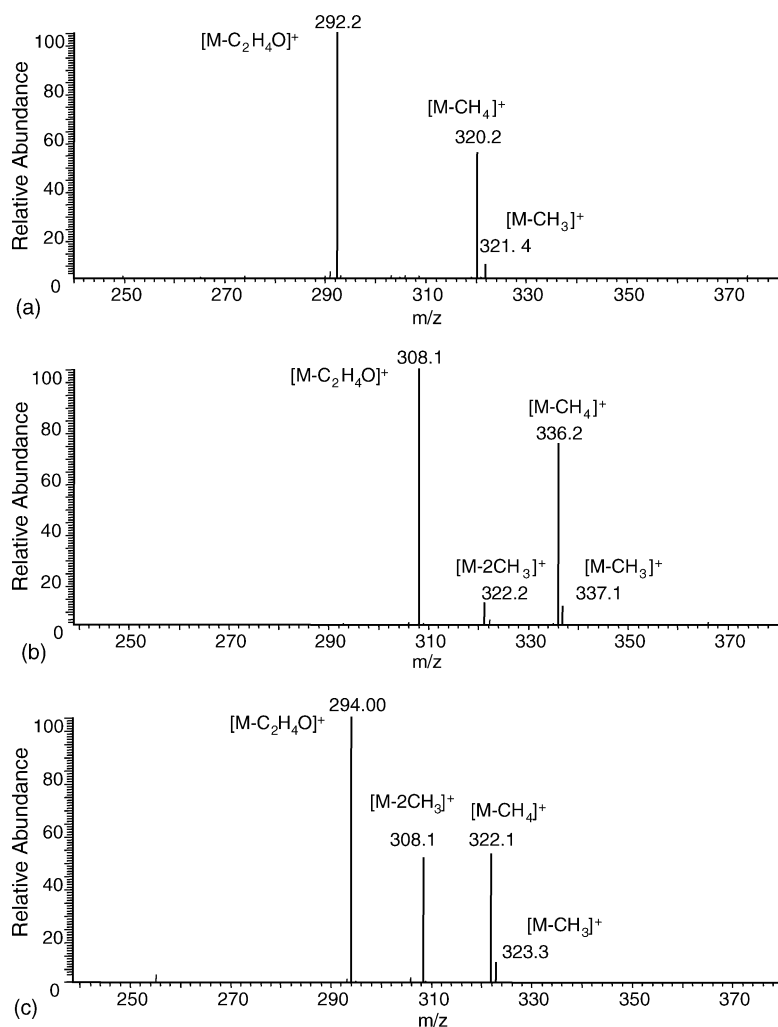 292.2
[M-C₂H₄O]⁺
[M-CH₄]⁺
320.2
[M-CH₃]⁺
321. 4
Relative Abundance
100
80
60
40
20
0
250 270 290 310 330 350 370
m/z
(a)
308.1
[M-C₂H₄O]⁺
[M-CH₄]⁺
336.2
[M-2CH₃]⁺
322.2
[M-CH₃]⁺
337.1
Relative Abundance
100
80
60
40
20
0
250 270 290 310 330 350 370
m/z
(b)
294.00
[M-C₂H₄O]⁺
[M-2CH₃]⁺
308.1
[M-CH₄]⁺
322.1
[M-CH₃]⁺
323.3
Relative Abundance
100
80
60
40
20
0
250 270 290 310 330 350 370
m/z
(c)